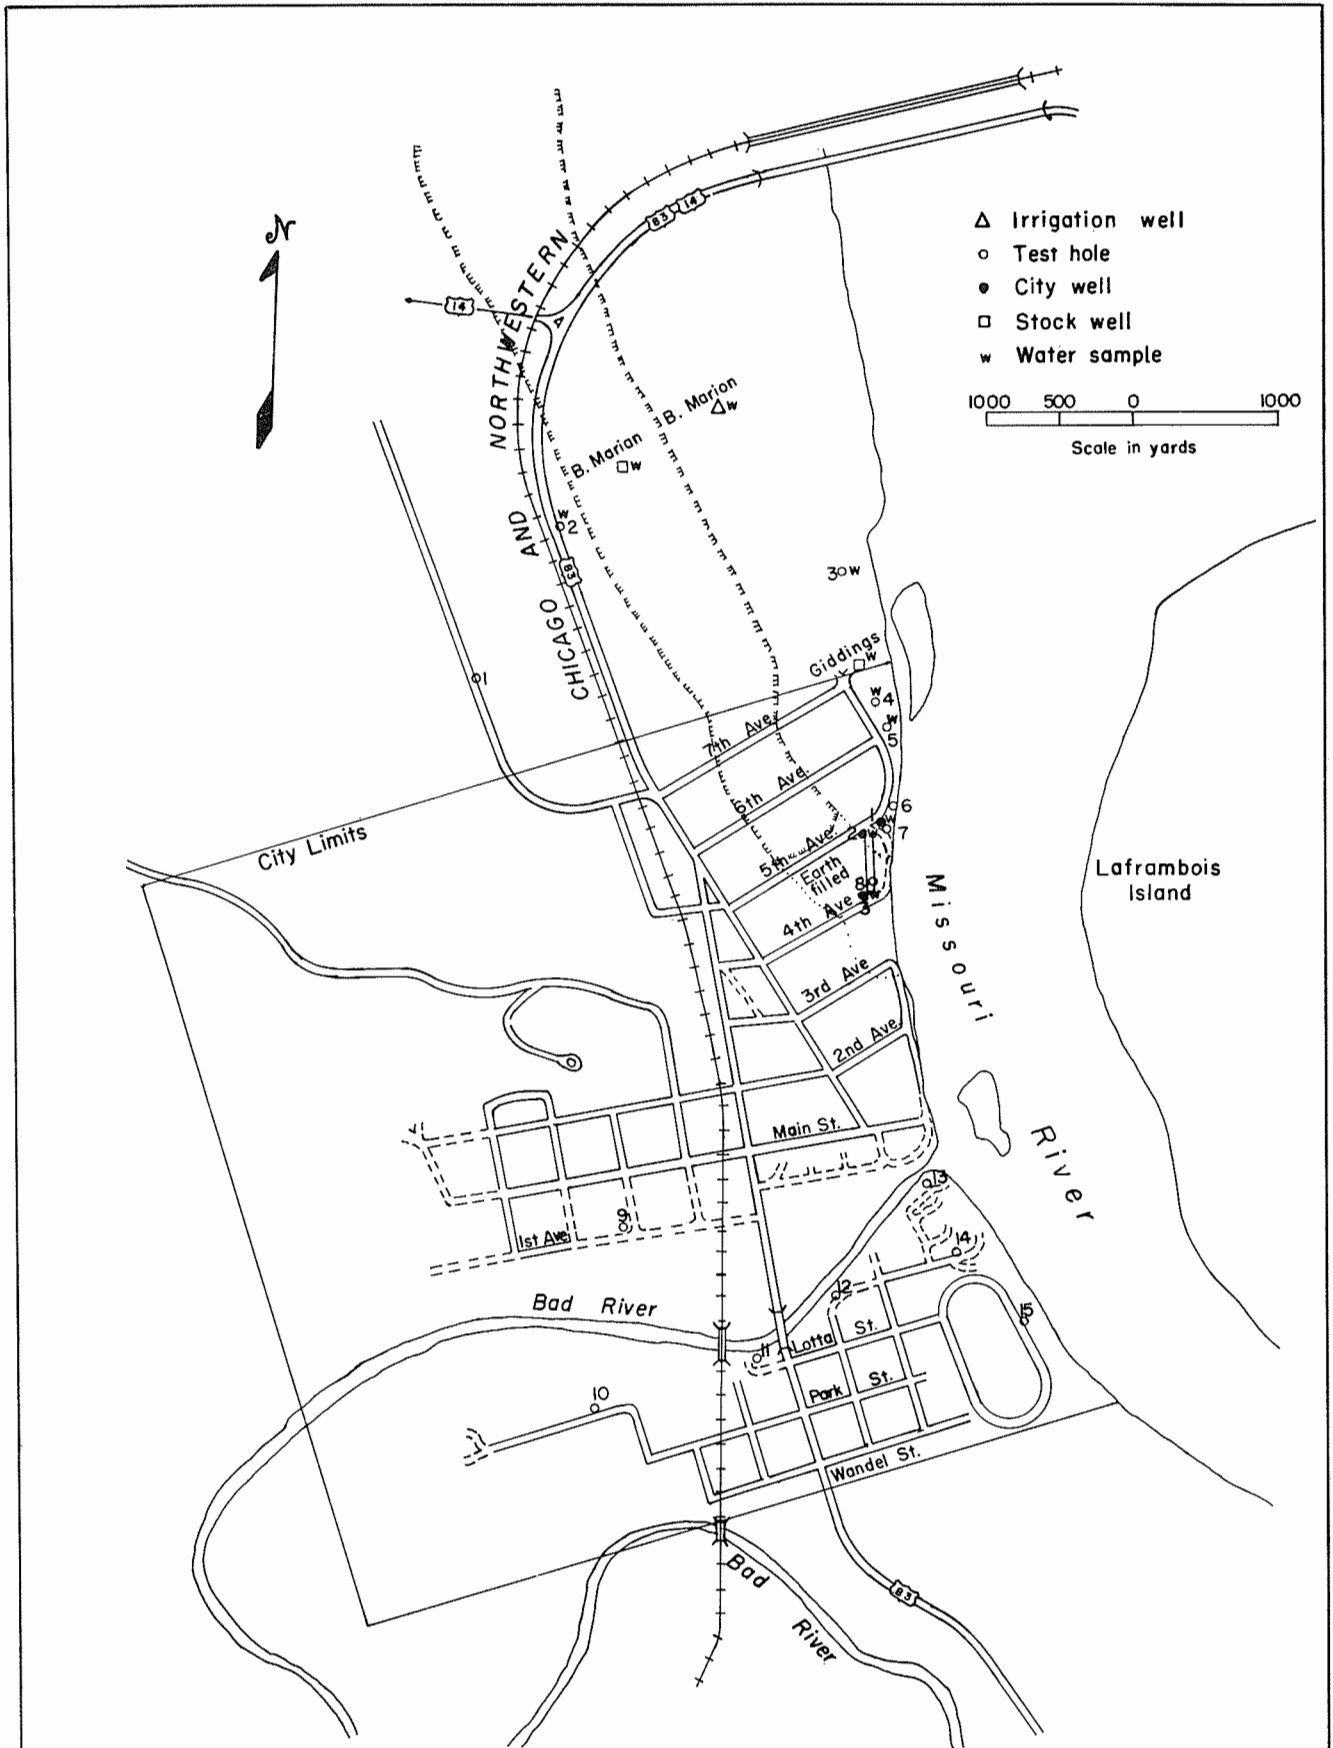 N
83
14
14
△ Irrigation well
○ Test hole
● City well
□ Stock well
w Water sample
1000 500 0 1000
Scale in yards
CHICAGO AND NORTHWESTERN
B. Marion
w
B. Marian
w
w
2
83
3 w
1
Giddings
w
w
4
w
5
7th Ave.
6th Ave.
6
1
w
2 w
7
5th Ave.
Earth
filled
8
w
3
4th Ave
City Limits
Laframbois
Island
Missouri
River
3rd Ave
2nd Ave.
Main St.
13
9
1st Ave.
14
12
15
Bad River
Lotta St.
11
Park St.
10
Wandel St.
Bad
River
83